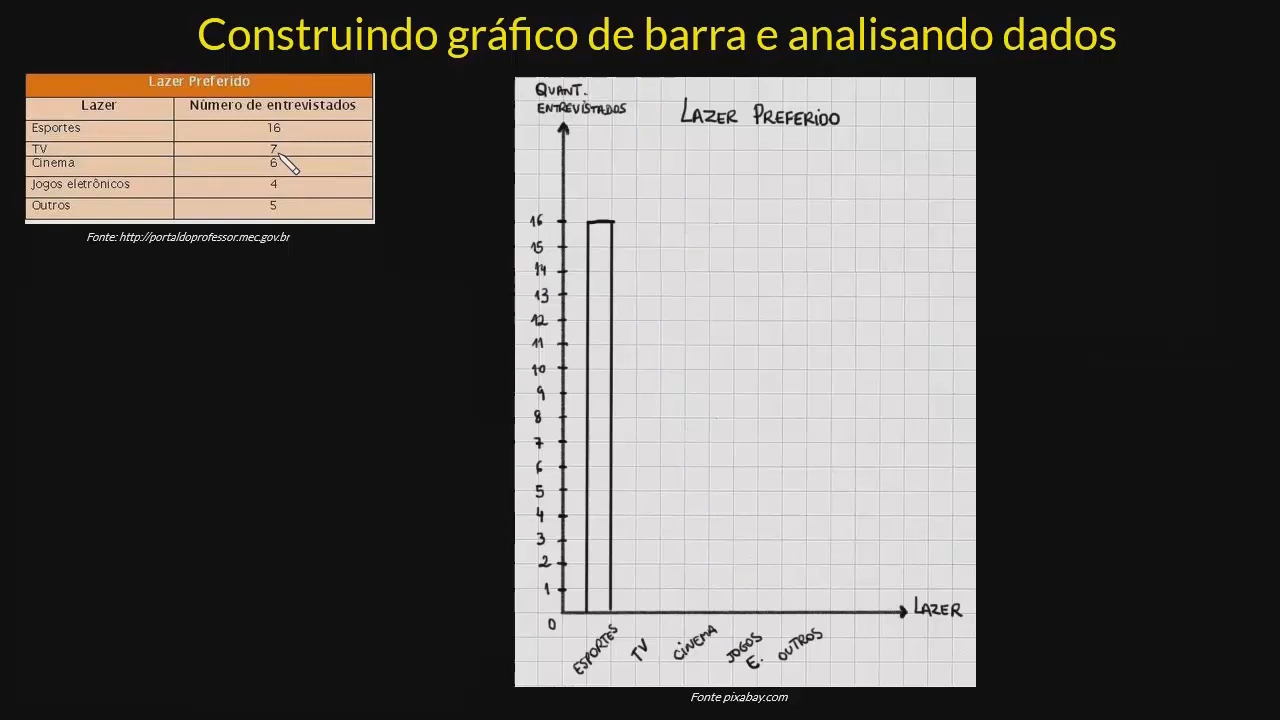 Construindo gráfico de barra e analisando dados
Lazer Preferido
Lazer Número de entrevistados
Esportes 16
TV 7
Cinema 6
Jogos eletrônicos 4
Outros 5
Fonte: http://portaldoprofessor.mec.gov.br
QUANT.
ENTREVISTADOS
LAZER PREFERIDO
16
15
14
13
12
11
10
9
8
7
6
5
4
3
2
1
0
LAZER
ESPORTES TV CINEMA JOGOS E. OUTROS
Fonte pixabay.com